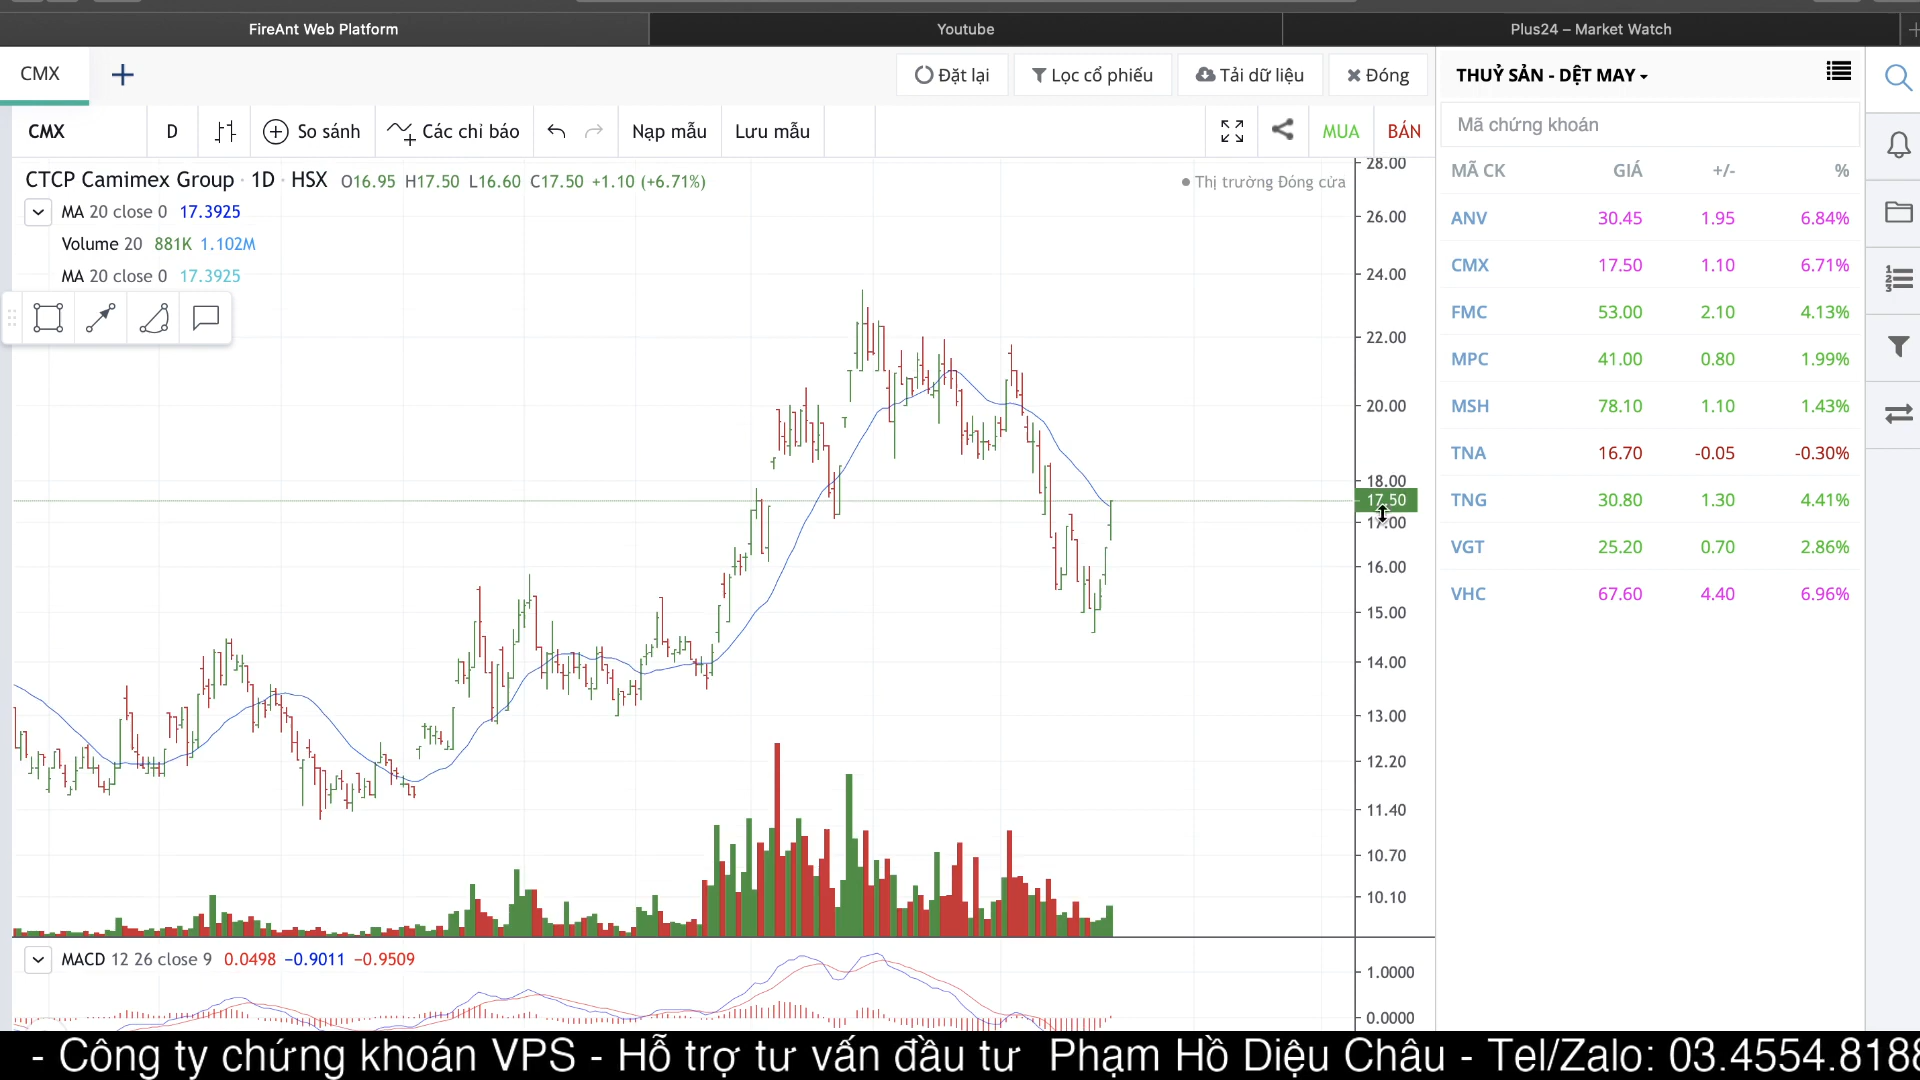 FireAnt Web Platform
Youtube
Plus24 – Market Watch
CMX
Đặt lại
Lọc cổ phiếu
Tải dữ liệu
Đóng
CMX
D
So sánh
Các chỉ báo
Nạp mẫu
Lưu mẫu
MUA
BÁN
CTCP Camimex Group · 1D · HSX O16.95 H17.50 L16.60 C17.50 +1.10 (+6.71%)
Thị trường Đóng cửa
MA 20 close 0 17.3925
Volume 20 881K 1.102M
MA 20 close 0 17.3925
28.00
26.00
24.00
22.00
20.00
18.00
17.50
17.00
16.00
15.00
14.00
13.00
12.20
11.40
10.70
10.10
MACD 12 26 close 9 0.0498 −0.9011 −0.9509
1.0000
0.0000
THUỶ SẢN - DỆT MAY
Mã chứng khoán
MÃ CK GIÁ +/- %
ANV 30.45 1.95 6.84%
CMX 17.50 1.10 6.71%
FMC 53.00 2.10 4.13%
MPC 41.00 0.80 1.99%
MSH 78.10 1.10 1.43%
TNA 16.70 -0.05 -0.30%
TNG 30.80 1.30 4.41%
VGT 25.20 0.70 2.86%
VHC 67.60 4.40 6.96%
- Công ty chứng khoán VPS - Hỗ trợ tư vấn đầu tư Phạm Hồ Diệu Châu - Tel/Zalo: 03.4554.8188